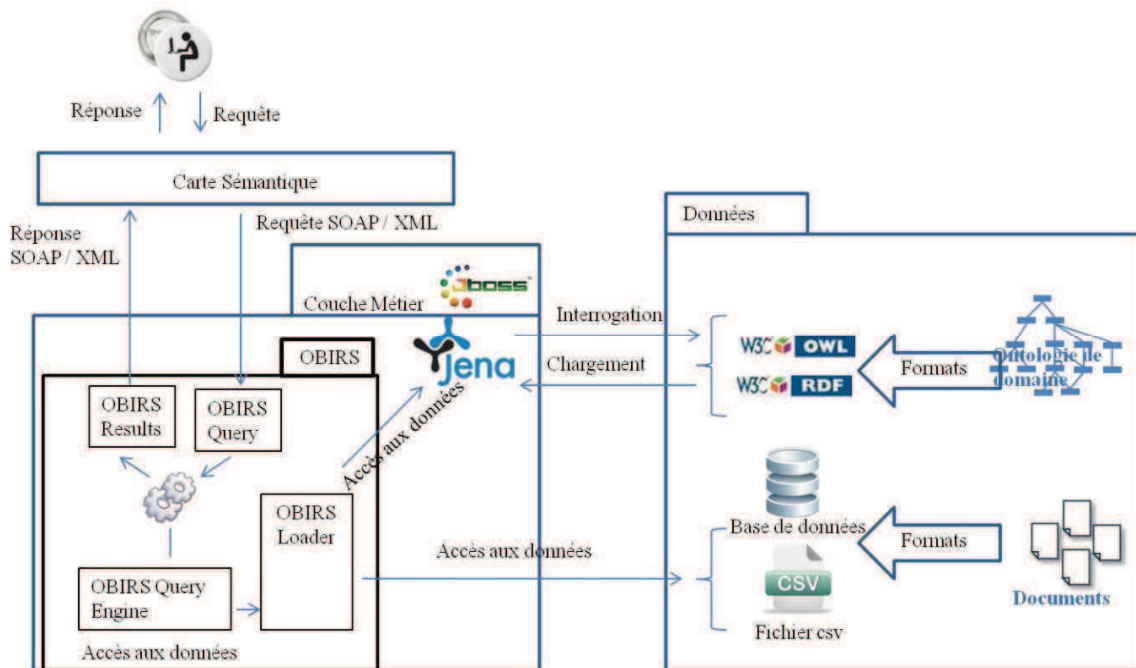 Réponse
Requête
Carte Sémantique
Réponse
SOAP / XML
Requête SOAP / XML
Données
Couche Métier
Jboss™
Jena
Interrogation
Chargement
W3C OWL
W3C RDF
Formats
Ontologie de
domaine
OBIRS
OBIRS
Results
OBIRS
Query
Accès aux données
OBIRS
Loader
OBIRS Query
Engine
Accès aux données
Accès aux données
Base de données
CSV
Fichier csv
Formats
Documents